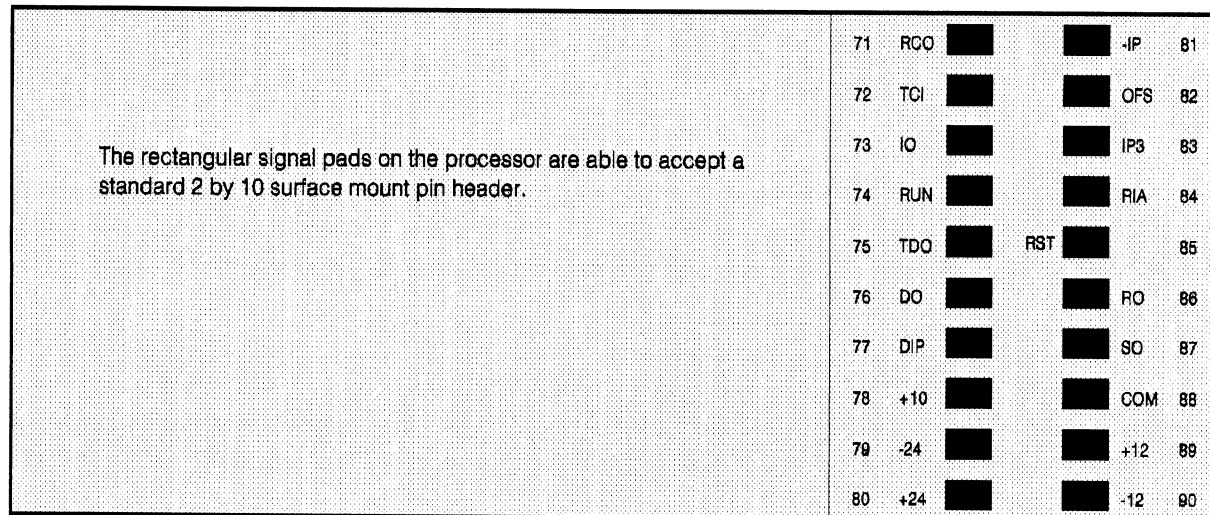 The rectangular signal pads on the processor are able to accept a
standard 2 by 10 surface mount pin header.
71 RCO -IP 81
72 TCI OFS 82
73 IO IP3 83
74 RUN RIA 84
75 TDO RST 85
76 DO RO 86
77 DIP SO 87
78 +10 COM 88
79 -24 +12 89
80 +24 -12 90